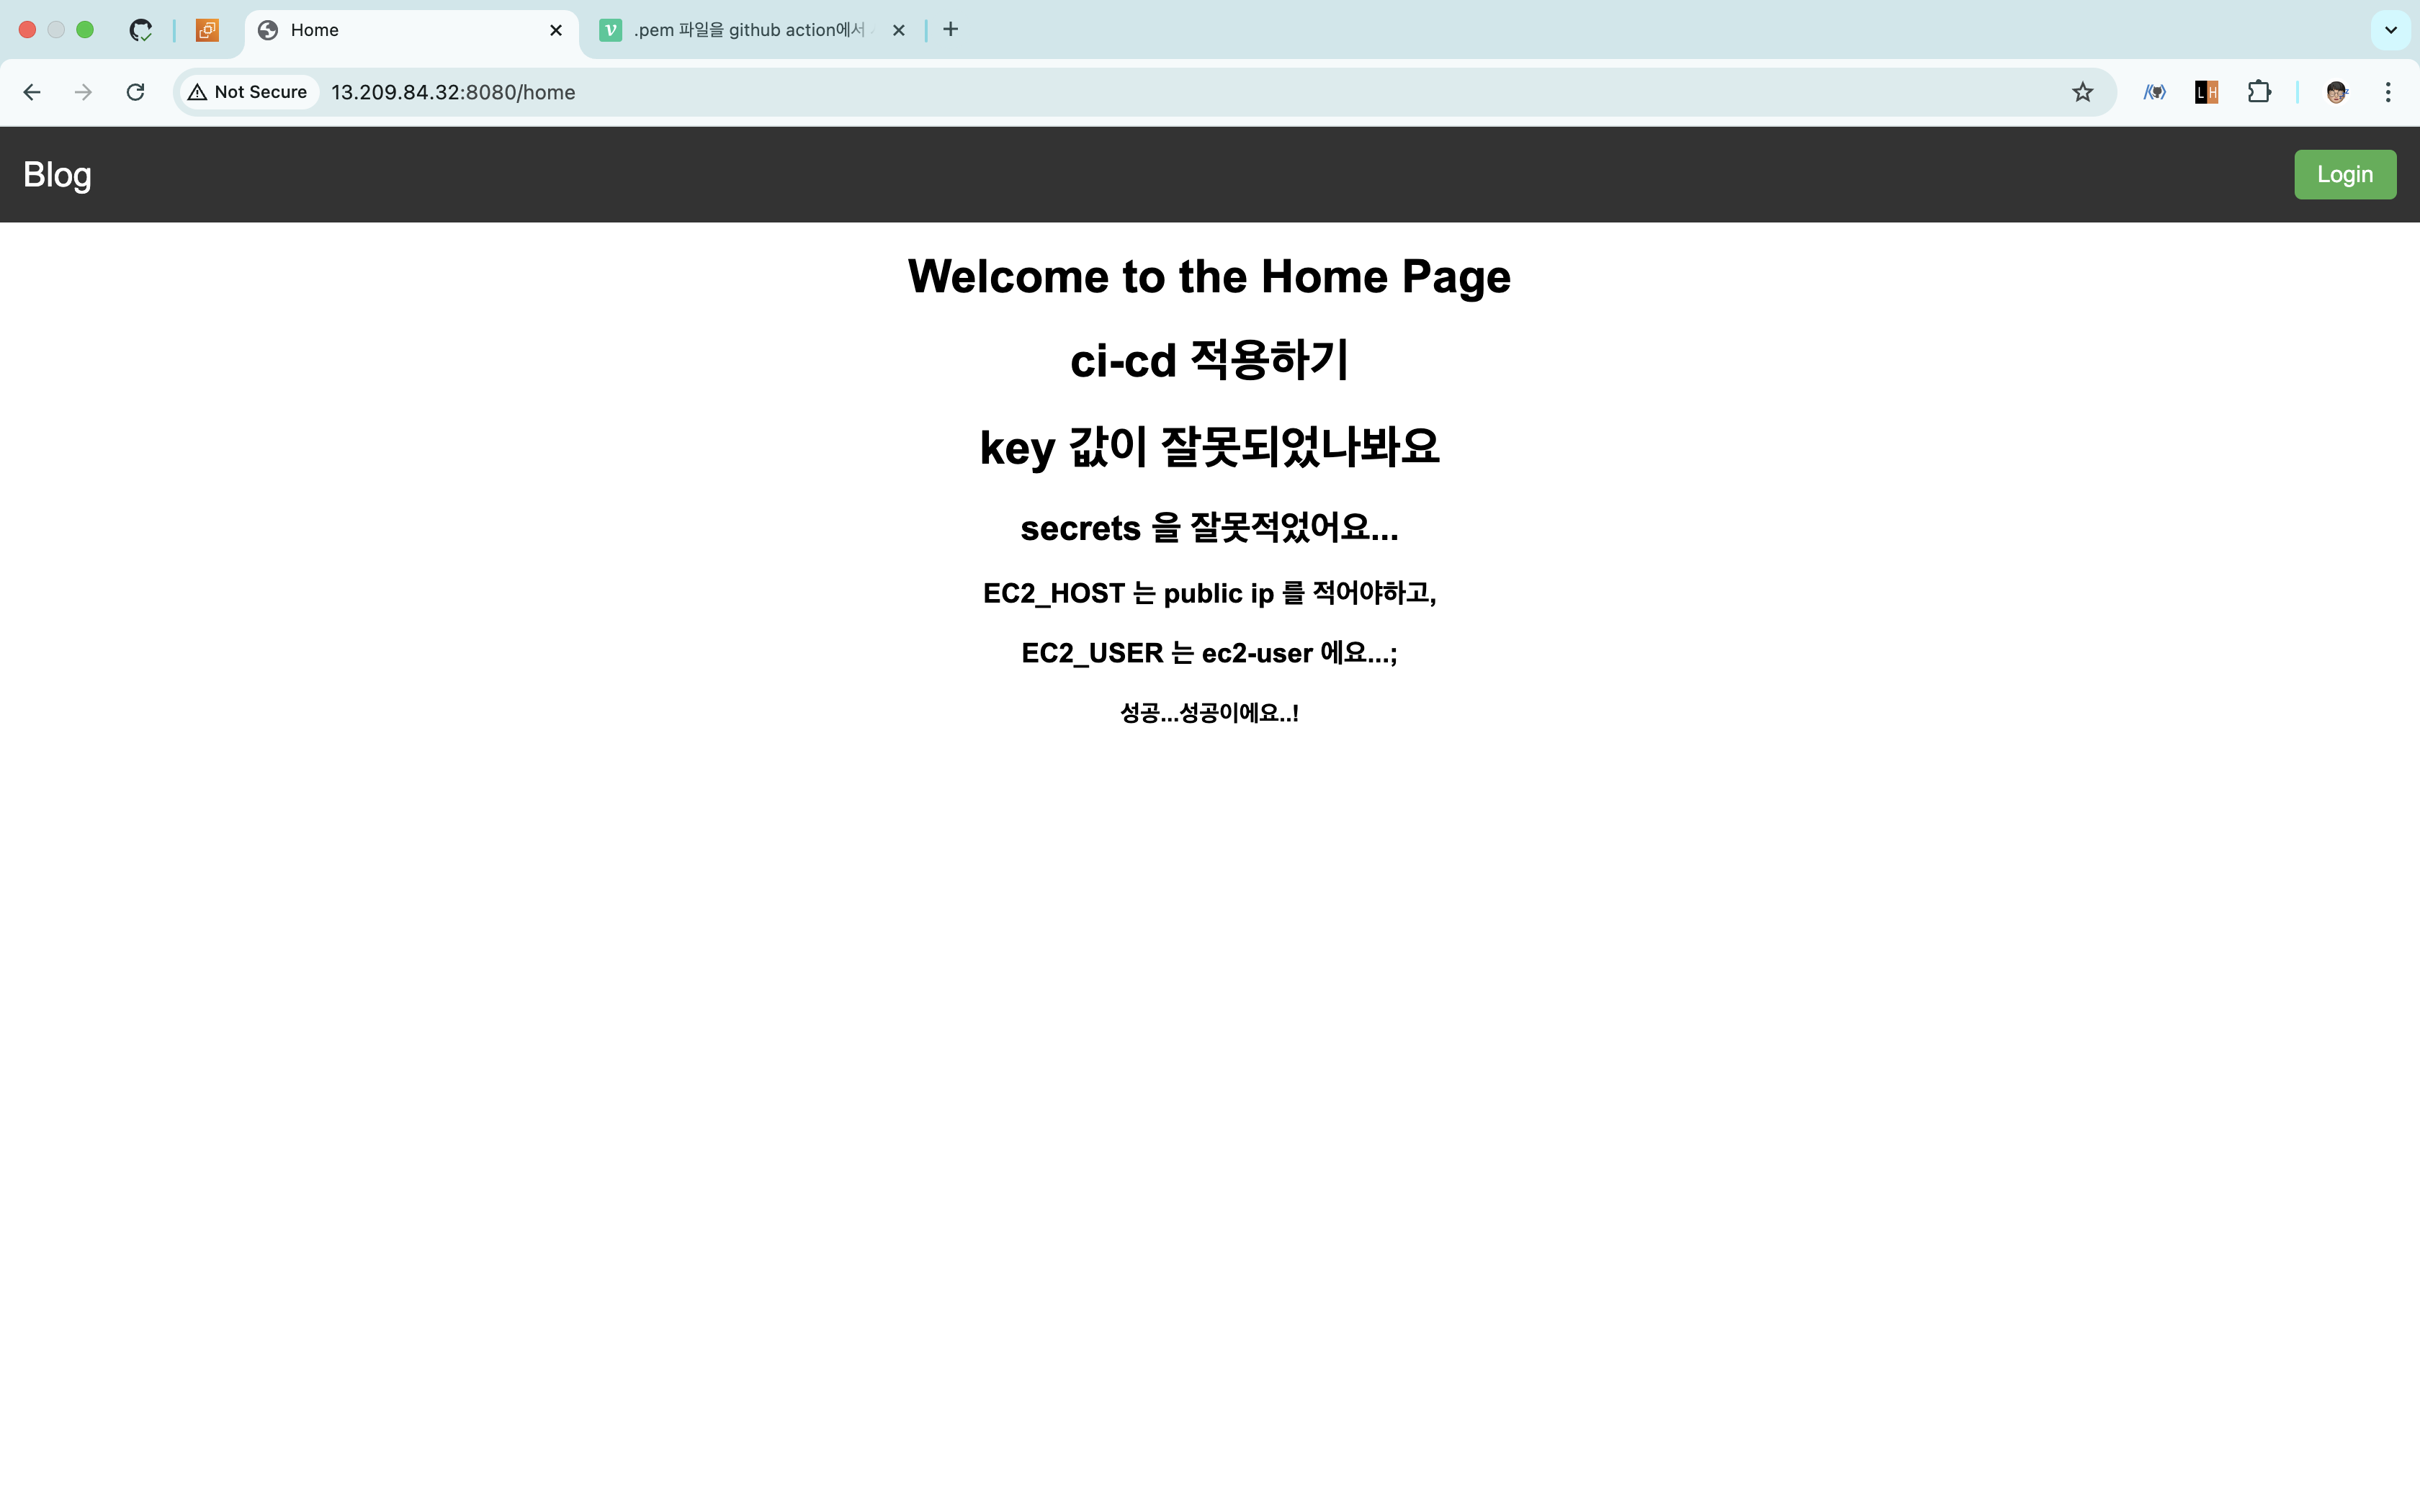 Home
.pem 파일을 github action에서
Not Secure
13.209.84.32:8080/home
L H
Blog
Login
Welcome to the Home Page
ci-cd 적용하기
key 값이 잘못되었나봐요
secrets 을 잘못적었어요...
EC2_HOST 는 public ip 를 적어야하고,
EC2_USER 는 ec2-user 에요...;
성공...성공이에요..!